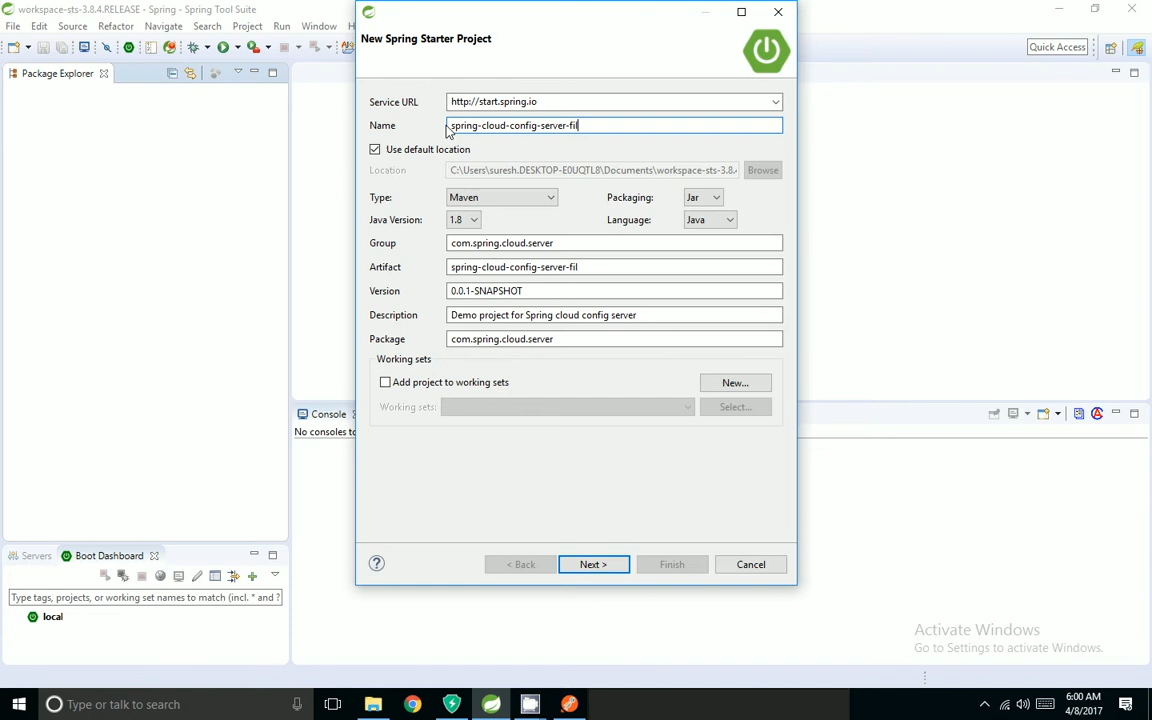 workspace-sts-3.8.4.RELEASE - Spring - Spring Tool Suite
File Edit Source Refactor Navigate Search Project Run Window
Quick Access
Package Explorer
New Spring Starter Project
Service URL http://start.spring.io
Name spring-cloud-config-server-fil
Use default location
Location C:\Users\suresh.DESKTOP-E0UQTL8\Documents\workspace-sts-3.8. Browse
Type: Maven Packaging: Jar
Java Version: 1.8 Language: Java
Group com.spring.cloud.server
Artifact spring-cloud-config-server-fil
Version 0.0.1-SNAPSHOT
Description Demo project for Spring cloud config server
Package com.spring.cloud.server
Working sets
Add project to working sets New...
Working sets: Select...
Console
No consoles to
< Back Next > Finish Cancel
Servers Boot Dashboard
Type tags, projects, or working set names to match (incl. * and ?
local
Activate Windows
Go to Settings to activate Windows.
Type here or talk to search
6:00 AM
4/8/2017